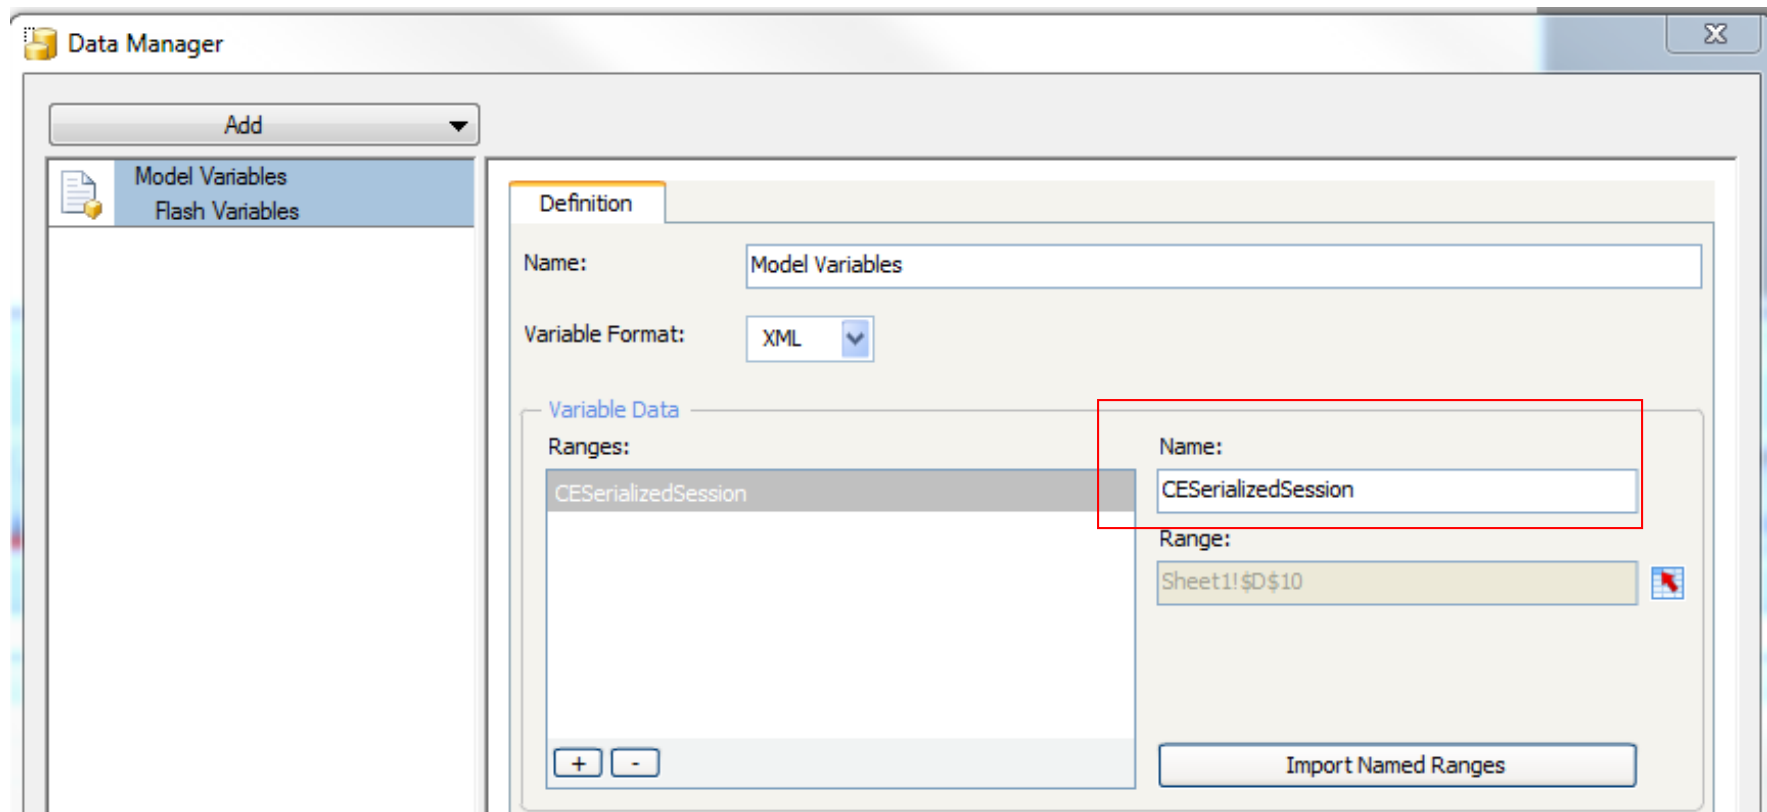 Data Manager
Add
Model Variables
Flash Variables
Definition
Name:
Model Variables
Variable Format:
XML
Variable Data
Ranges:
CESerializedSession
+
-
Name:
CESerializedSession
Range:
Sheet1!$D$10
Import Named Ranges